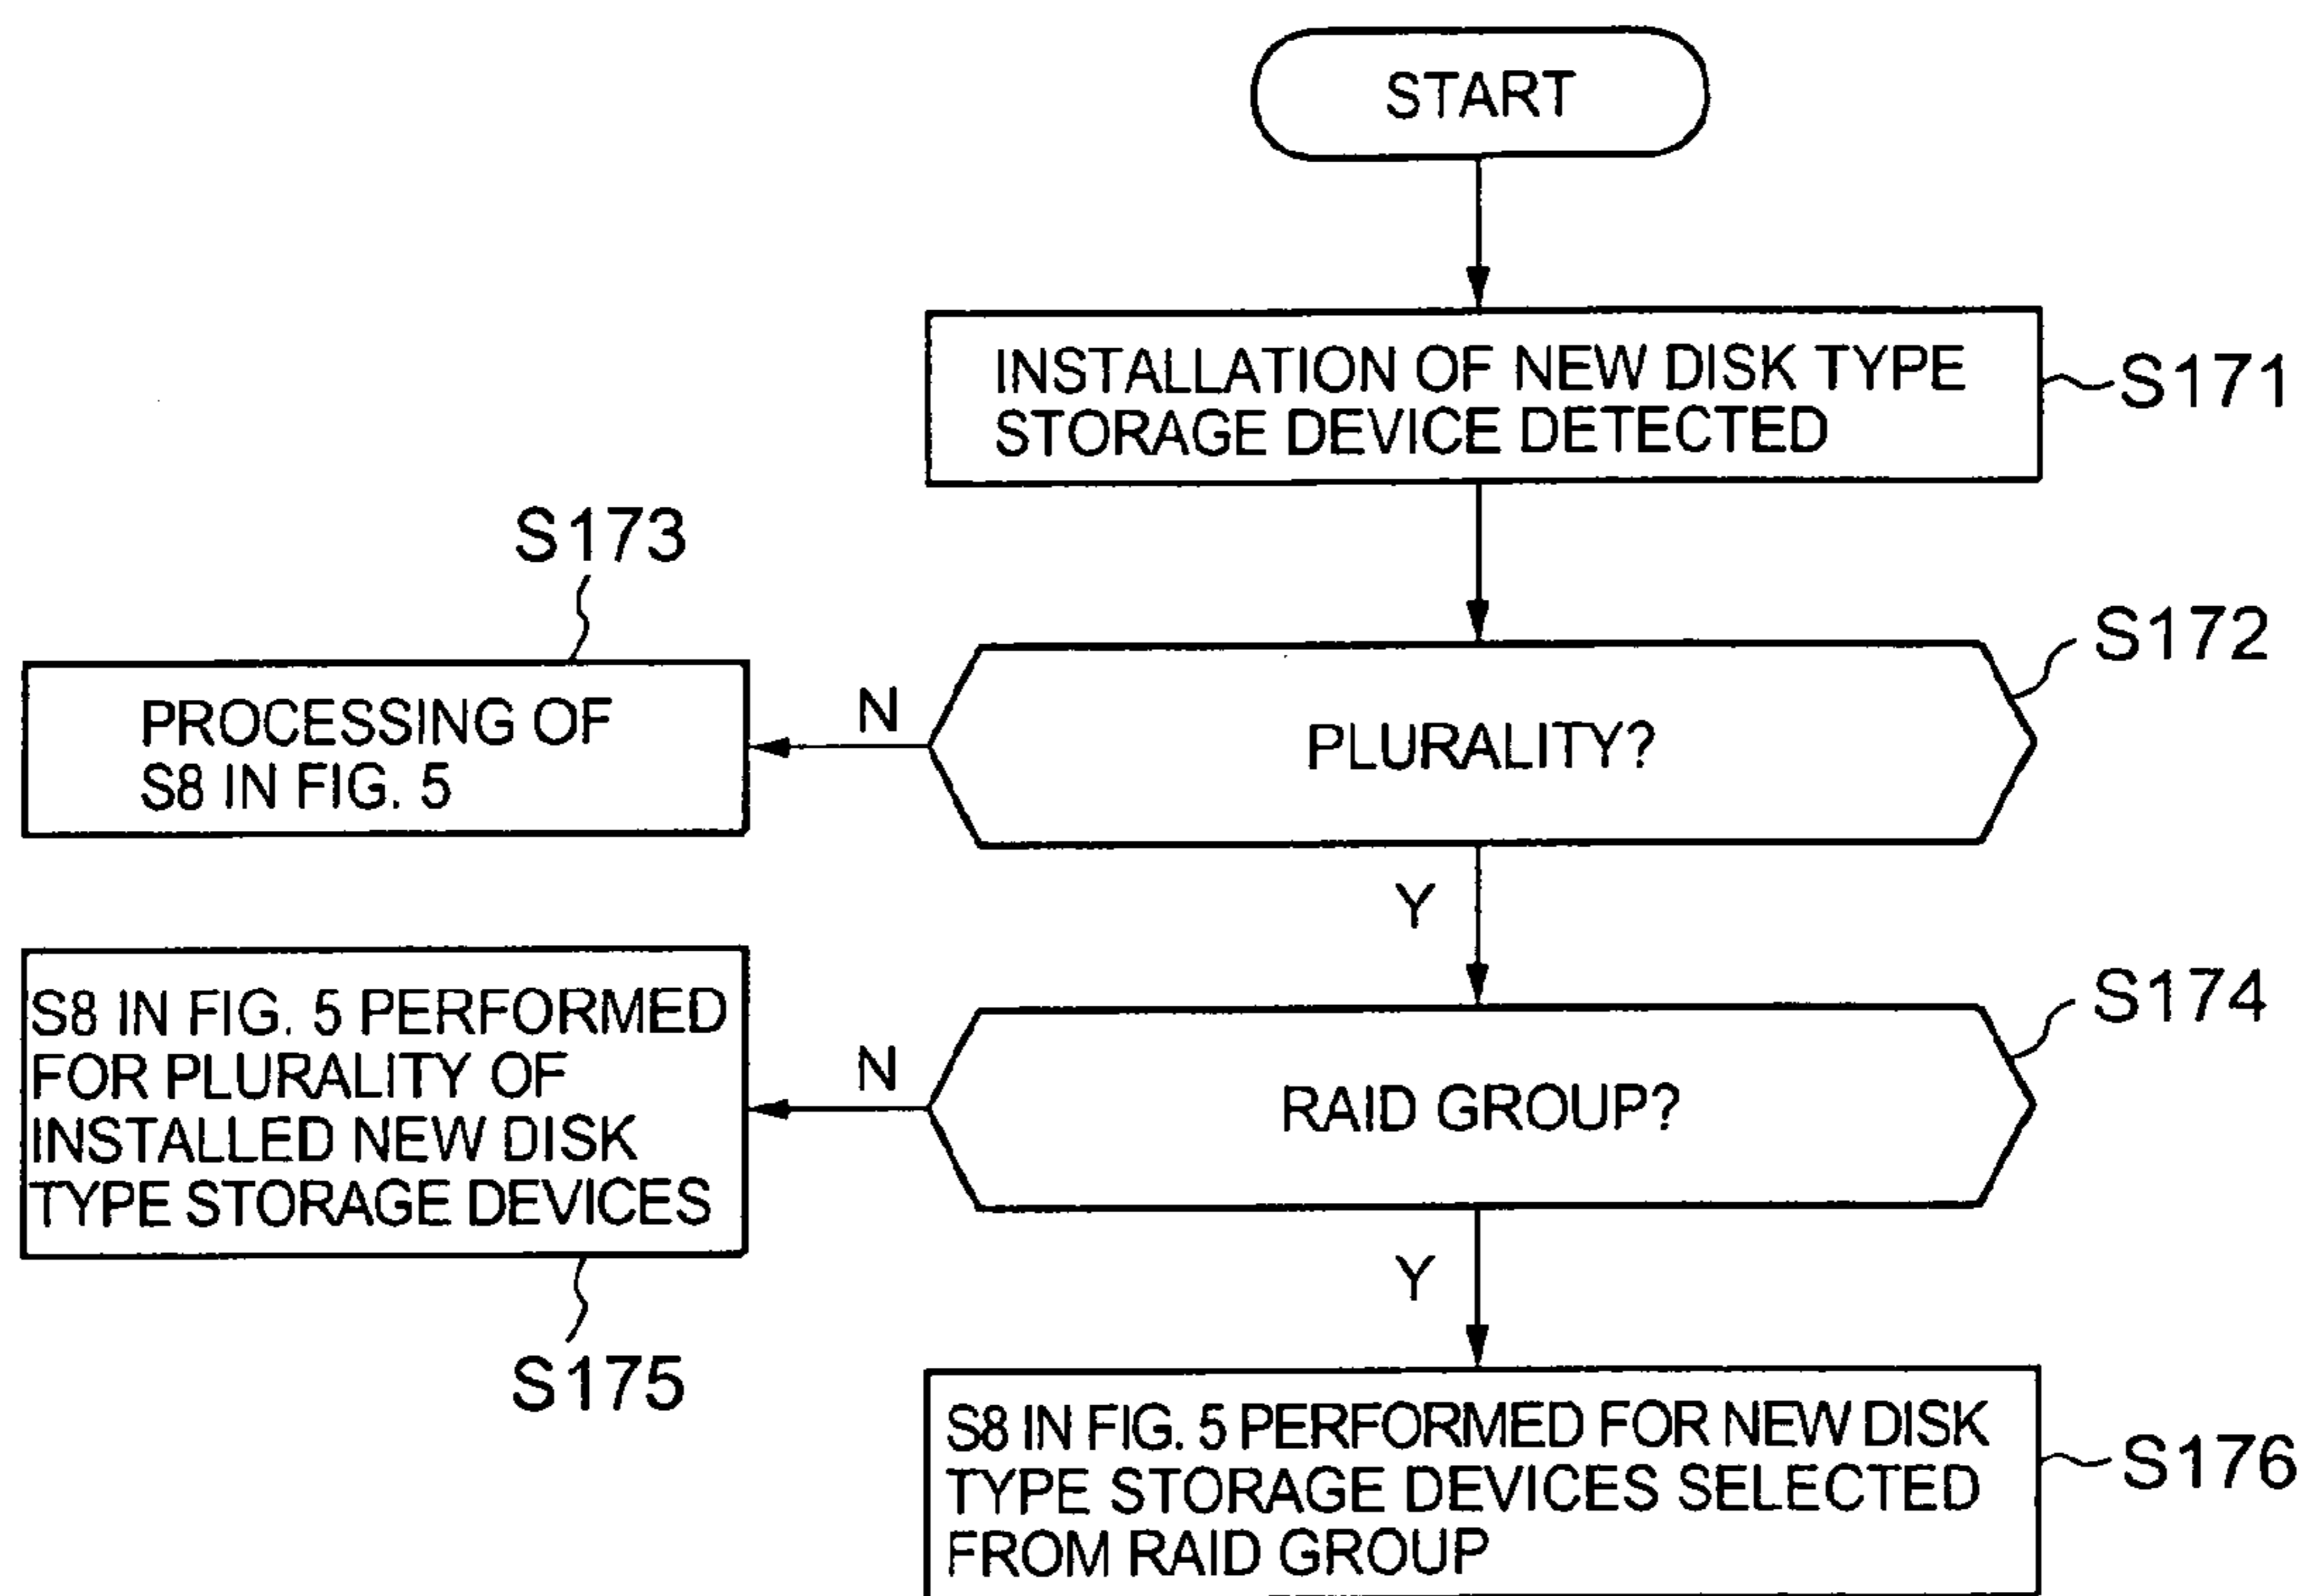 START
INSTALLATION OF NEW DISK TYPE
STORAGE DEVICE DETECTED
S171
S173
S172
PROCESSING OF
S8 IN FIG. 5
N
PLURALITY?
Y
S174
S8 IN FIG. 5 PERFORMED
FOR PLURALITY OF
INSTALLED NEW DISK
TYPE STORAGE DEVICES
N
RAID GROUP?
Y
S175
S8 IN FIG. 5 PERFORMED FOR NEW DISK
TYPE STORAGE DEVICES SELECTED
FROM RAID GROUP
S176